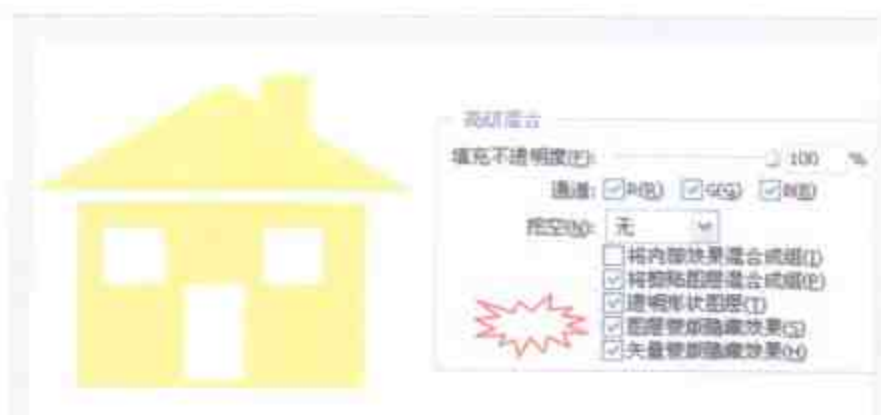 高级混合
填充不透明度(F): 100 %
通道: R(R) G(G) B(B)
挖空(N): 无
将内部效果混合成组(I)
将剪贴图层混合成组(P)
透明形状图层(T)
图层蒙版隐藏效果(S)
矢量蒙版隐藏效果(H)